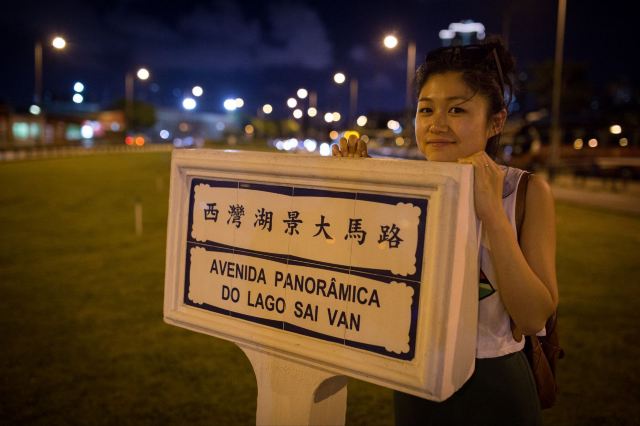 西灣湖景大馬路
AVENIDA PANORÂMICA
DO LAGO SAI VAN